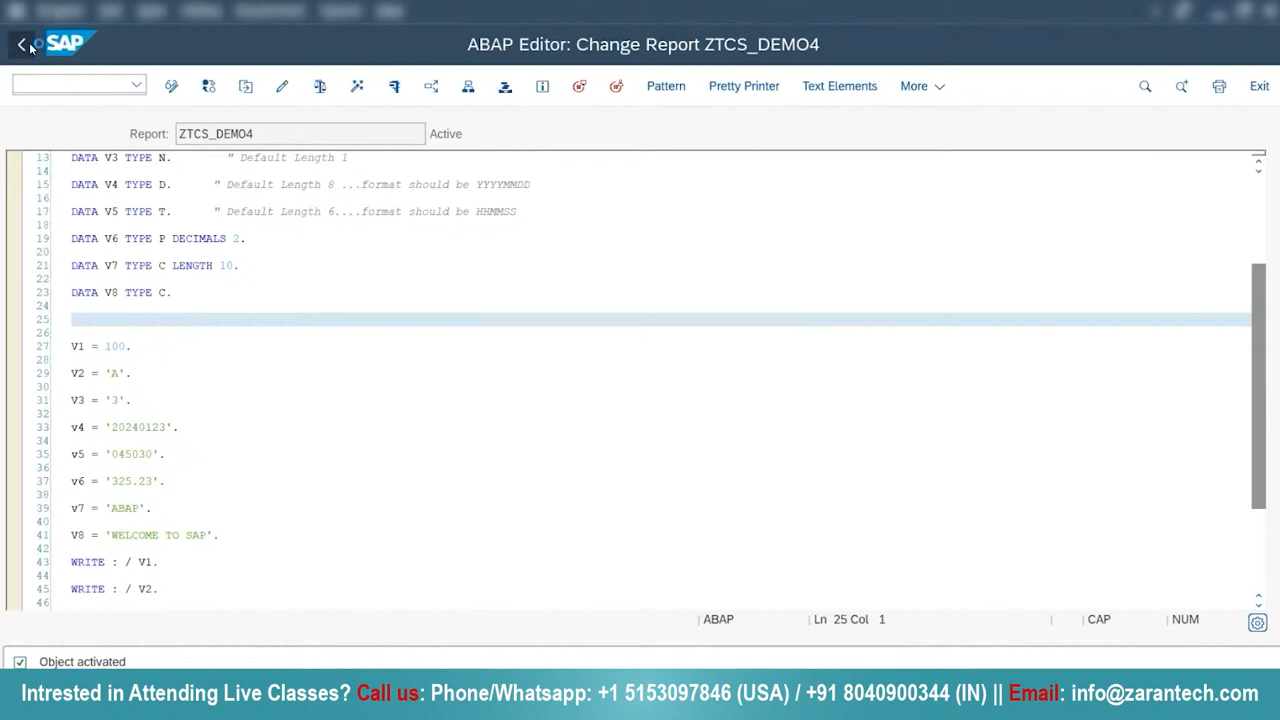 SAP
ABAP Editor: Change Report ZTCS_DEMO4
Pattern Pretty Printer Text Elements More Exit
Report: ZTCS_DEMO4 Active
13 DATA V3 TYPE N. " Default Length 1
14
15 DATA V4 TYPE D. " Default Length 8 ...format should be YYYYMMDD
16
17 DATA V5 TYPE T. " Default Length 6....format should be HHMMSS
18
19 DATA V6 TYPE P DECIMALS 2.
20
21 DATA V7 TYPE C LENGTH 10.
22
23 DATA V8 TYPE C.
24
25
26
27 V1 = 100.
28
29 V2 = 'A'.
30
31 V3 = '3'.
32
33 v4 = '20240123'.
34
35 v5 = '045030'.
36
37 v6 = '325.23'.
38
39 v7 = 'ABAP'.
40
41 V8 = 'WELCOME TO SAP'.
42
43 WRITE : / V1.
44
45 WRITE : / V2.
46
ABAP Ln 25 Col 1 CAP NUM
Object activated
Intrested in Attending Live Classes? Call us: Phone/Whatsapp: +1 5153097846 (USA) / +91 8040900344 (IN) || Email: info@zarantech.com